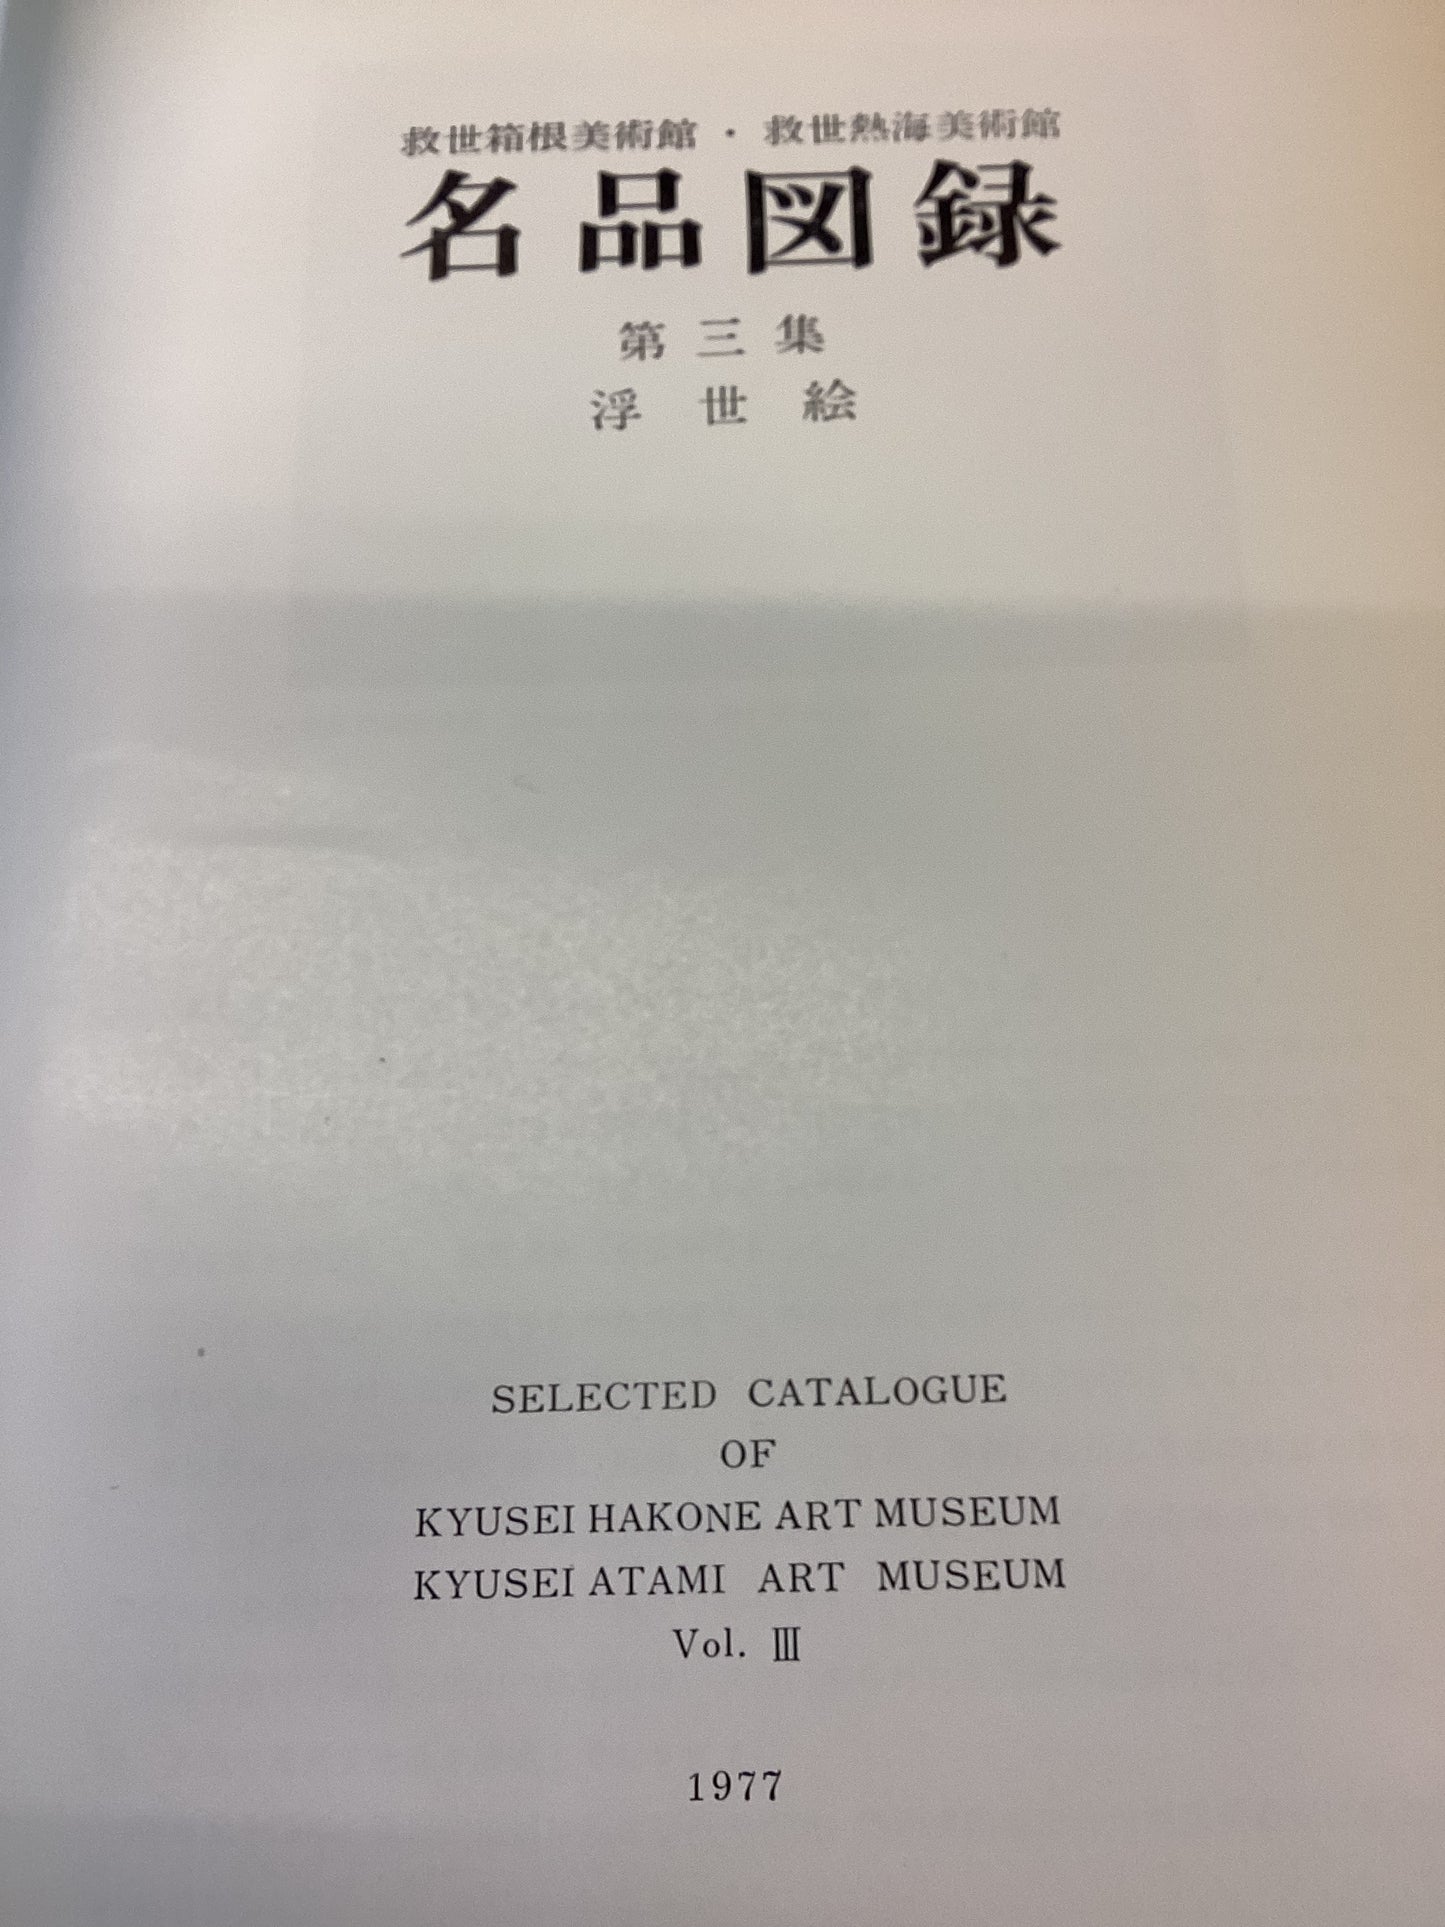 救世箱根美術館・救世熱海美術館
名品図録
第三集
浮世絵
SELECTED CATALOGUE
OF
KYUSEI HAKONE ART MUSEUM
KYUSEI ATAMI ART MUSEUM
Vol. Ⅲ
1977